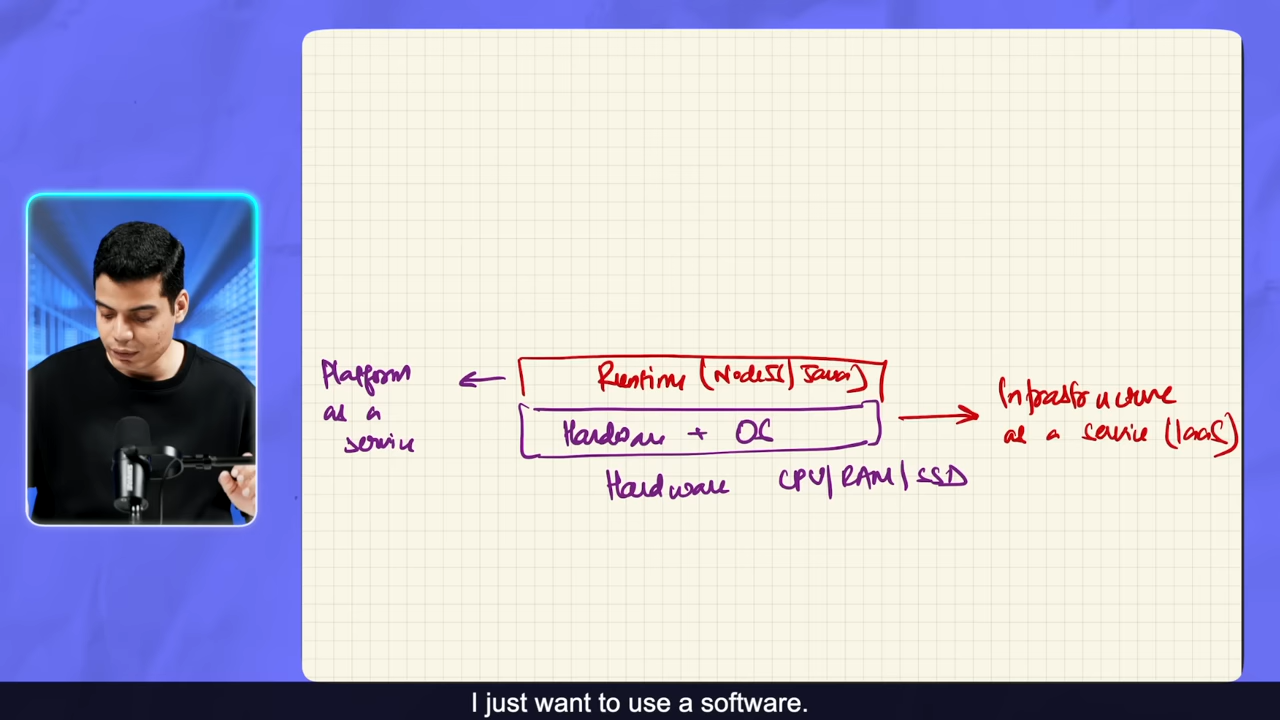 Platform
as a
service
Runtime (NodeJS/Java)
Hardware + OS
Hardware CPU/RAM/SSD
Infrastructure
as a service (IaaS)
I just want to use a software.